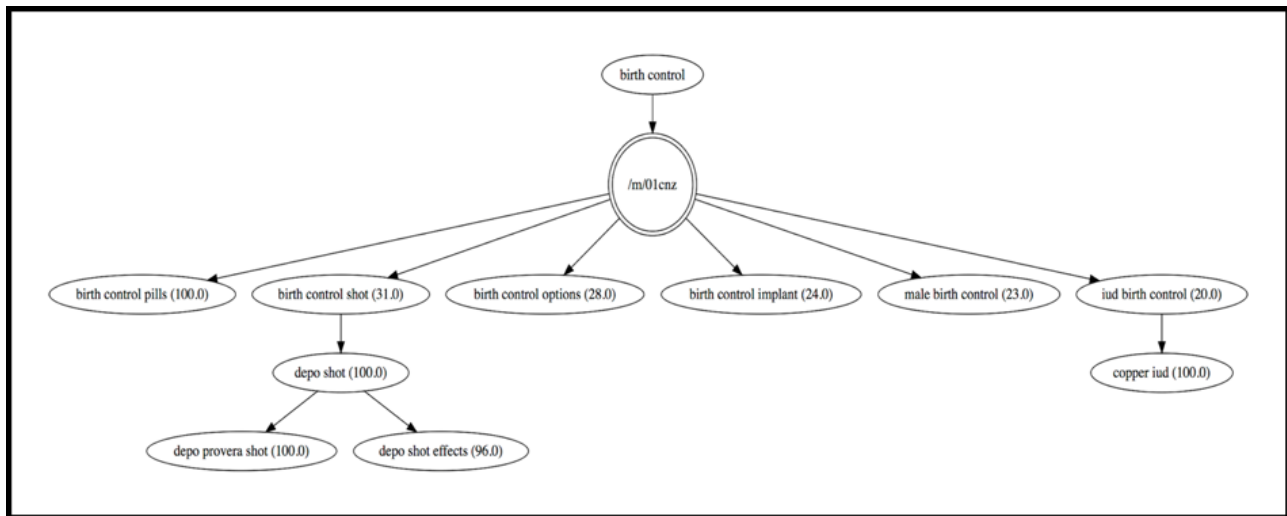 birth control
/m/01cnz
birth control pills (100.0)
birth control shot (31.0)
birth control options (28.0)
birth control implant (24.0)
male birth control (23.0)
iud birth control (20.0)
depo shot (100.0)
copper iud (100.0)
depo provera shot (100.0)
depo shot effects (96.0)